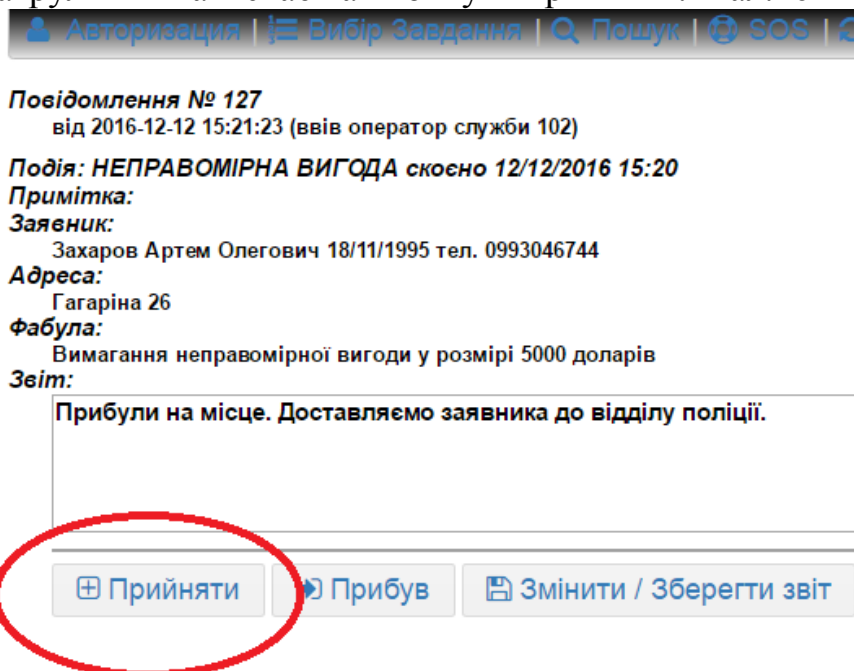 Авторизация | Вибір Завдання | Пошук | SOS |
Повідомлення № 127
від 2016-12-12 15:21:23 (ввів оператор служби 102)
Подія: НЕПРАВОМІРНА ВИГОДА скоєно 12/12/2016 15:20
Примітка:
Заявник:
Захаров Артем Олегович 18/11/1995 тел. 0993046744
Адреса:
Гагаріна 26
Фабула:
Вимагання неправомірної вигоди у розмірі 5000 доларів
Звіт:
Прибули на місце. Доставляємо заявника до відділу поліції.
Прийняти Прибув Змінити / Зберегти звіт